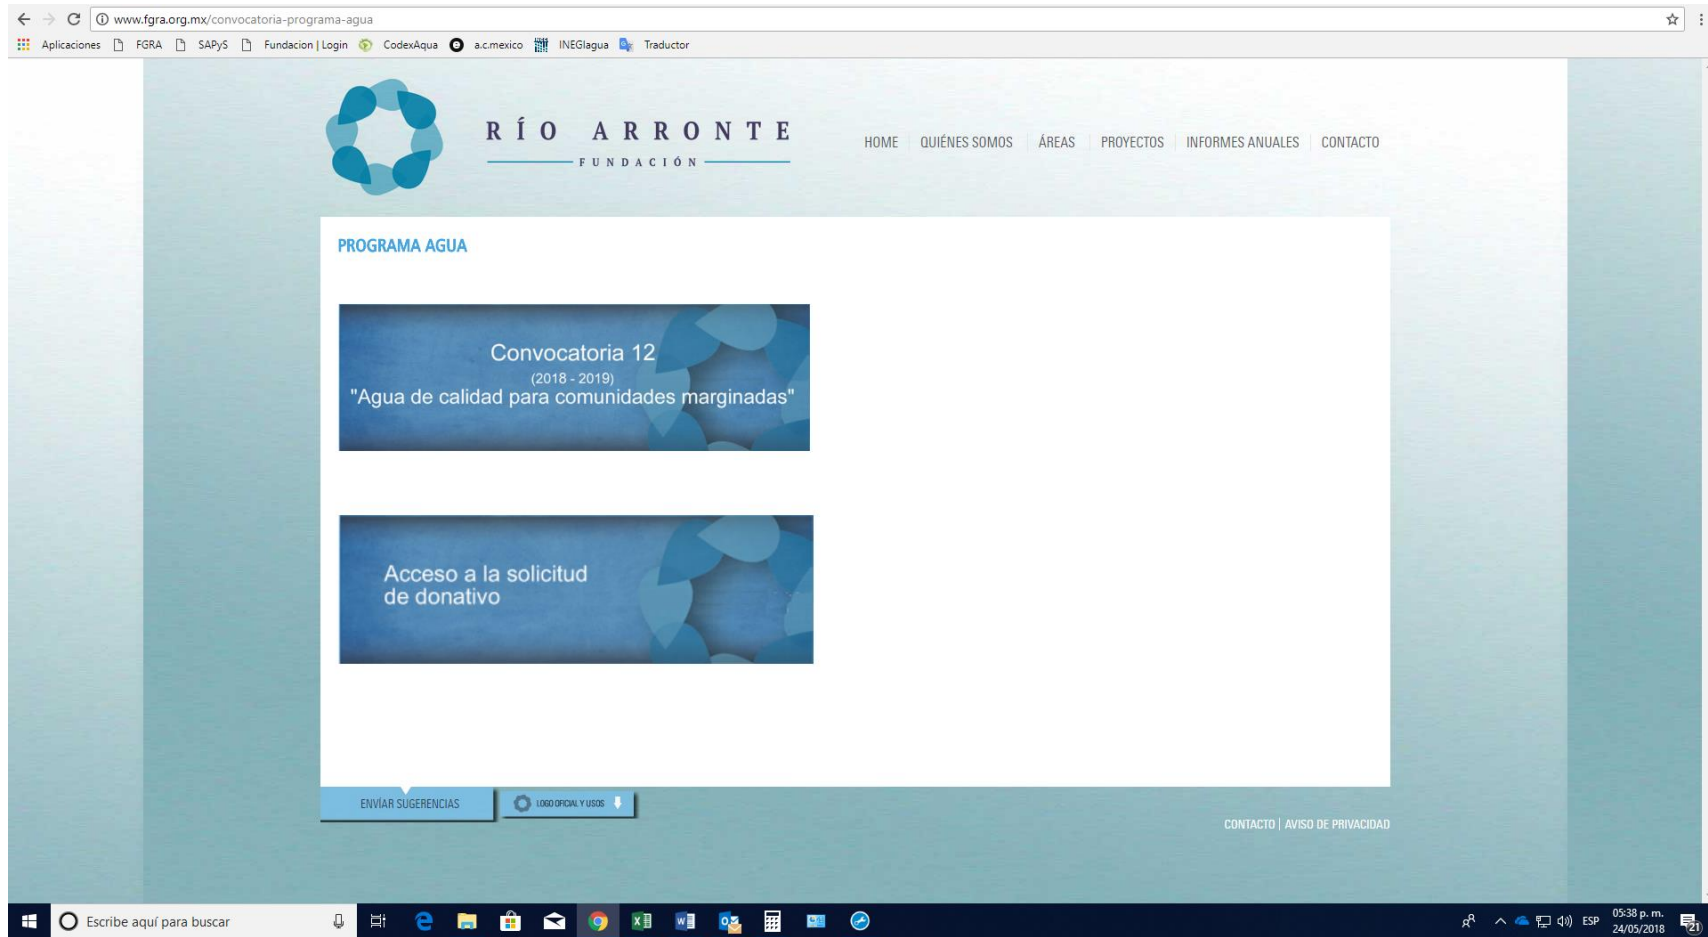 www.fgra.org.mx/convocatoria-programa-agua
Aplicaciones FGRA SAPyS Fundacion | Login CodexAqua a.c.mexico INEGIagua Traductor
RÍO ARRONTE
FUNDACIÓN
HOME QUIÉNES SOMOS ÁREAS PROYECTOS INFORMES ANUALES CONTACTO
PROGRAMA AGUA
Convocatoria 12
(2018 - 2019)
"Agua de calidad para comunidades marginadas"
Acceso a la solicitud
de donativo
ENVÍAR SUGERENCIAS
LOGO OFICIAL Y USOS
CONTACTO | AVISO DE PRIVACIDAD
Escribe aquí para buscar
ESP
05:38 p. m.
24/05/2018
21